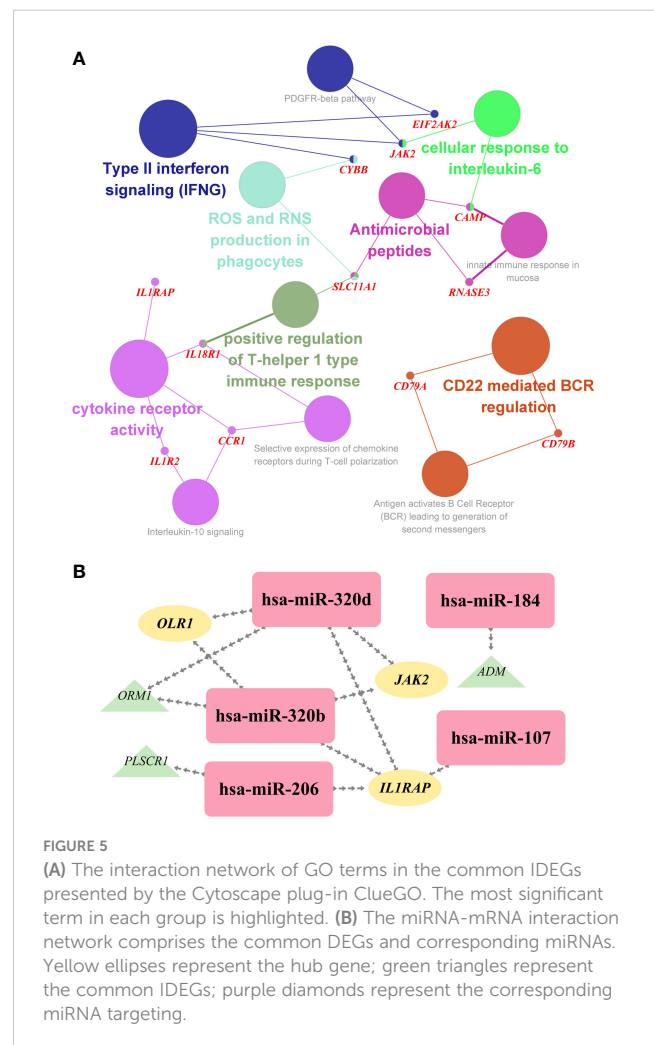 A
PDGFR-beta pathway
EIF2AK2
JAK2
cellular response to
interleukin-6
Type II interferon
signaling (IFNG)
CYBB
ROS and RNS
production in
phagocytes
Antimicrobial
peptides
CAMP
innate immune response in
mucosa
RNASE3
SLC11A1
IL1RAP
IL18R1
positive regulation
of T-helper 1 type
immune response
cytokine receptor
activity
CCR1
IL1R2
Selective expression of chemokine
receptors during T-cell polarization
Interleukin-10 signaling
CD79A
CD22 mediated BCR
regulation
CD79B
Antigen activates B Cell Receptor
(BCR) leading to generation of
second messengers
B
hsa-miR-320d
hsa-miR-184
OLR1
ORM1
JAK2
ADM
hsa-miR-320b
hsa-miR-107
PLSCR1
hsa-miR-206
IL1RAP
FIGURE 5
(A) The interaction network of GO terms in the common IDEGs
presented by the Cytoscape plug-in ClueGO. The most significant
term in each group is highlighted. (B) The miRNA-mRNA interaction
network comprises the common DEGs and corresponding miRNAs.
Yellow ellipses represent the hub gene; green triangles represent
the common IDEGs; purple diamonds represent the corresponding
miRNA targeting.